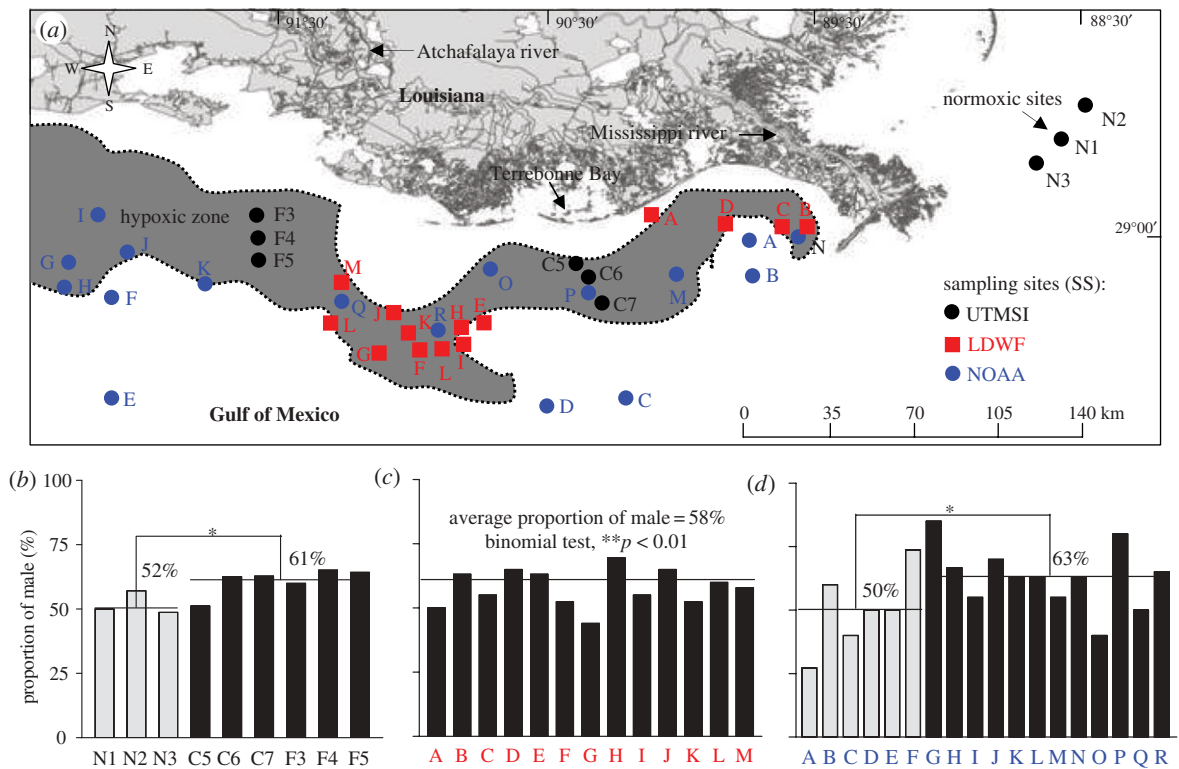 (a)
91°30′ 90°30′ 89°30′ 88°30′
N
W E
S
Atchafalaya river
Louisiana
normoxic sites
N2
Mississippi river
N1
Terrebonne Bay
N3
I hypoxic zone F3
A D C B
F4
29°00′
J
A N
G F5
C5
H K M O C6 M B
F Q P
sampling sites (SS):
C7
J E
UTMSI
L K R H
LDWF
G F L I
NOAA
E
D C
Gulf of Mexico
0 35 70 105 140 km
(b)
proportion of male (%)
100
75
50
25
0
*
52% 61%
N1 N2 N3 C5 C6 C7 F3 F4 F5
(c)
average proportion of male = 58%
binomial test, **p < 0.01
A B C D E F G H I J K L M
(d)
*
50% 63%
A B C D E F G H I J K L M N O P Q R